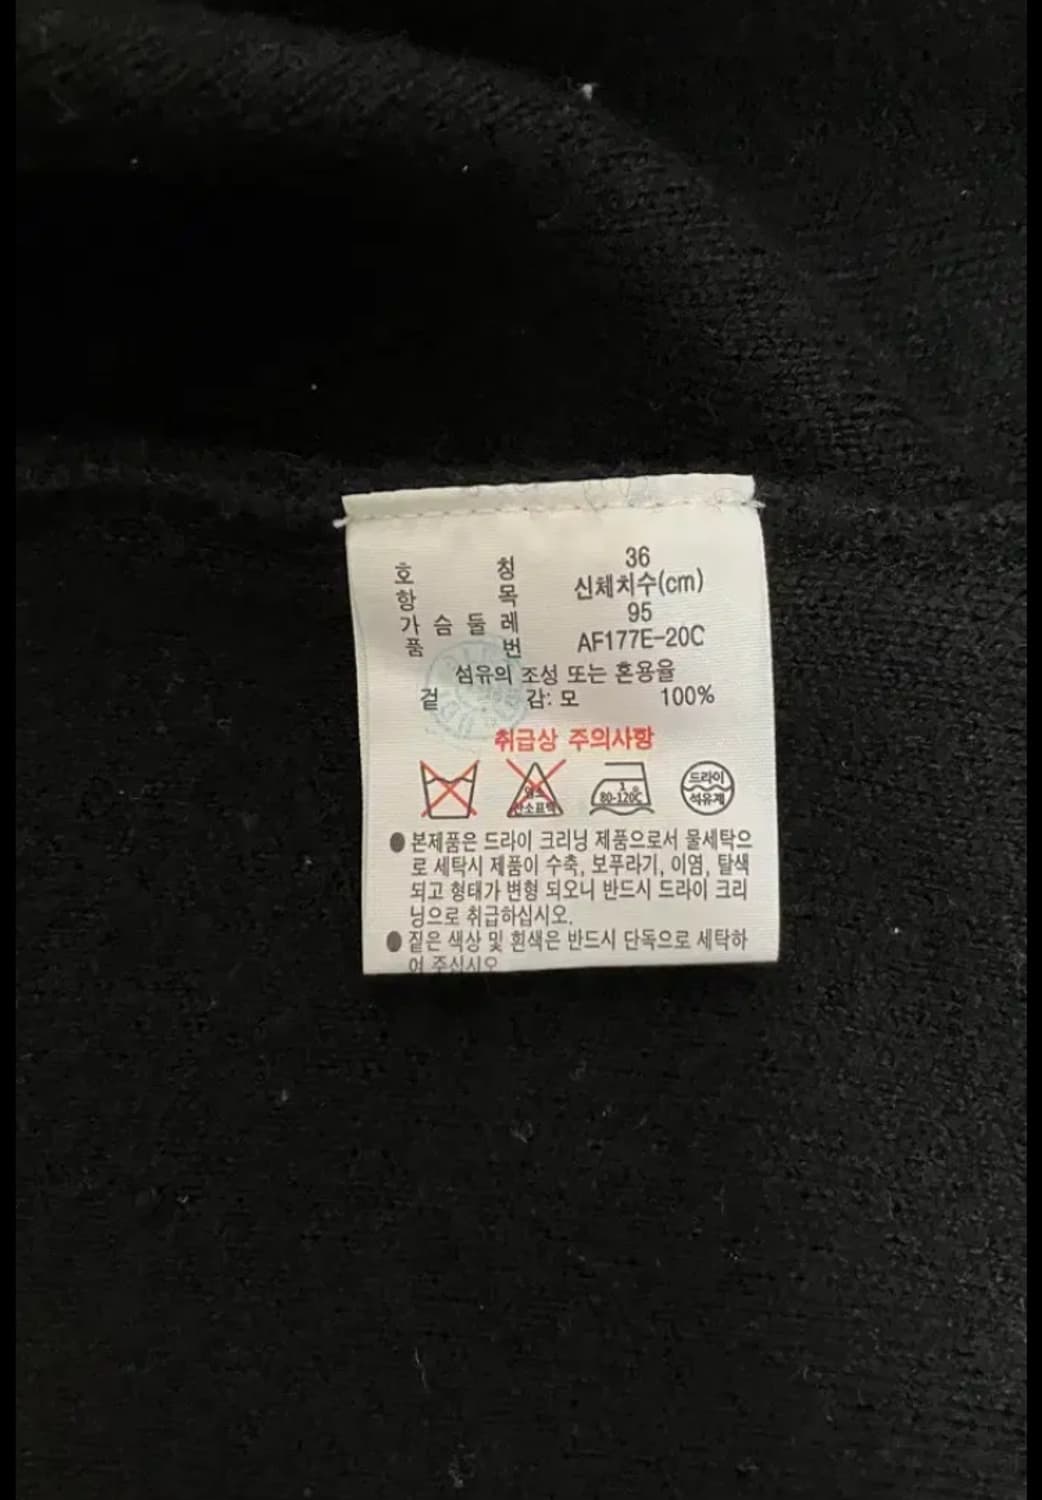 호 칭 36
항 목 신체치수(cm)
가 슴 둘 레 95
품 번 AF177E-20C
섬유의 조성 또는 혼용율
겉 감: 모 100%
취급상 주의사항
염소
산소표백
80-120℃
드라이
석유계
●본제품은 드라이 크리닝 제품으로서 물세탁으
로 세탁시 제품이 수축, 보푸라기, 이염, 탈색
되고 형태가 변형 되오니 반드시 드라이 크리
닝으로 취급하십시오.
●짙은 색상 및 흰색은 반드시 단독으로 세탁하
여 주십시오